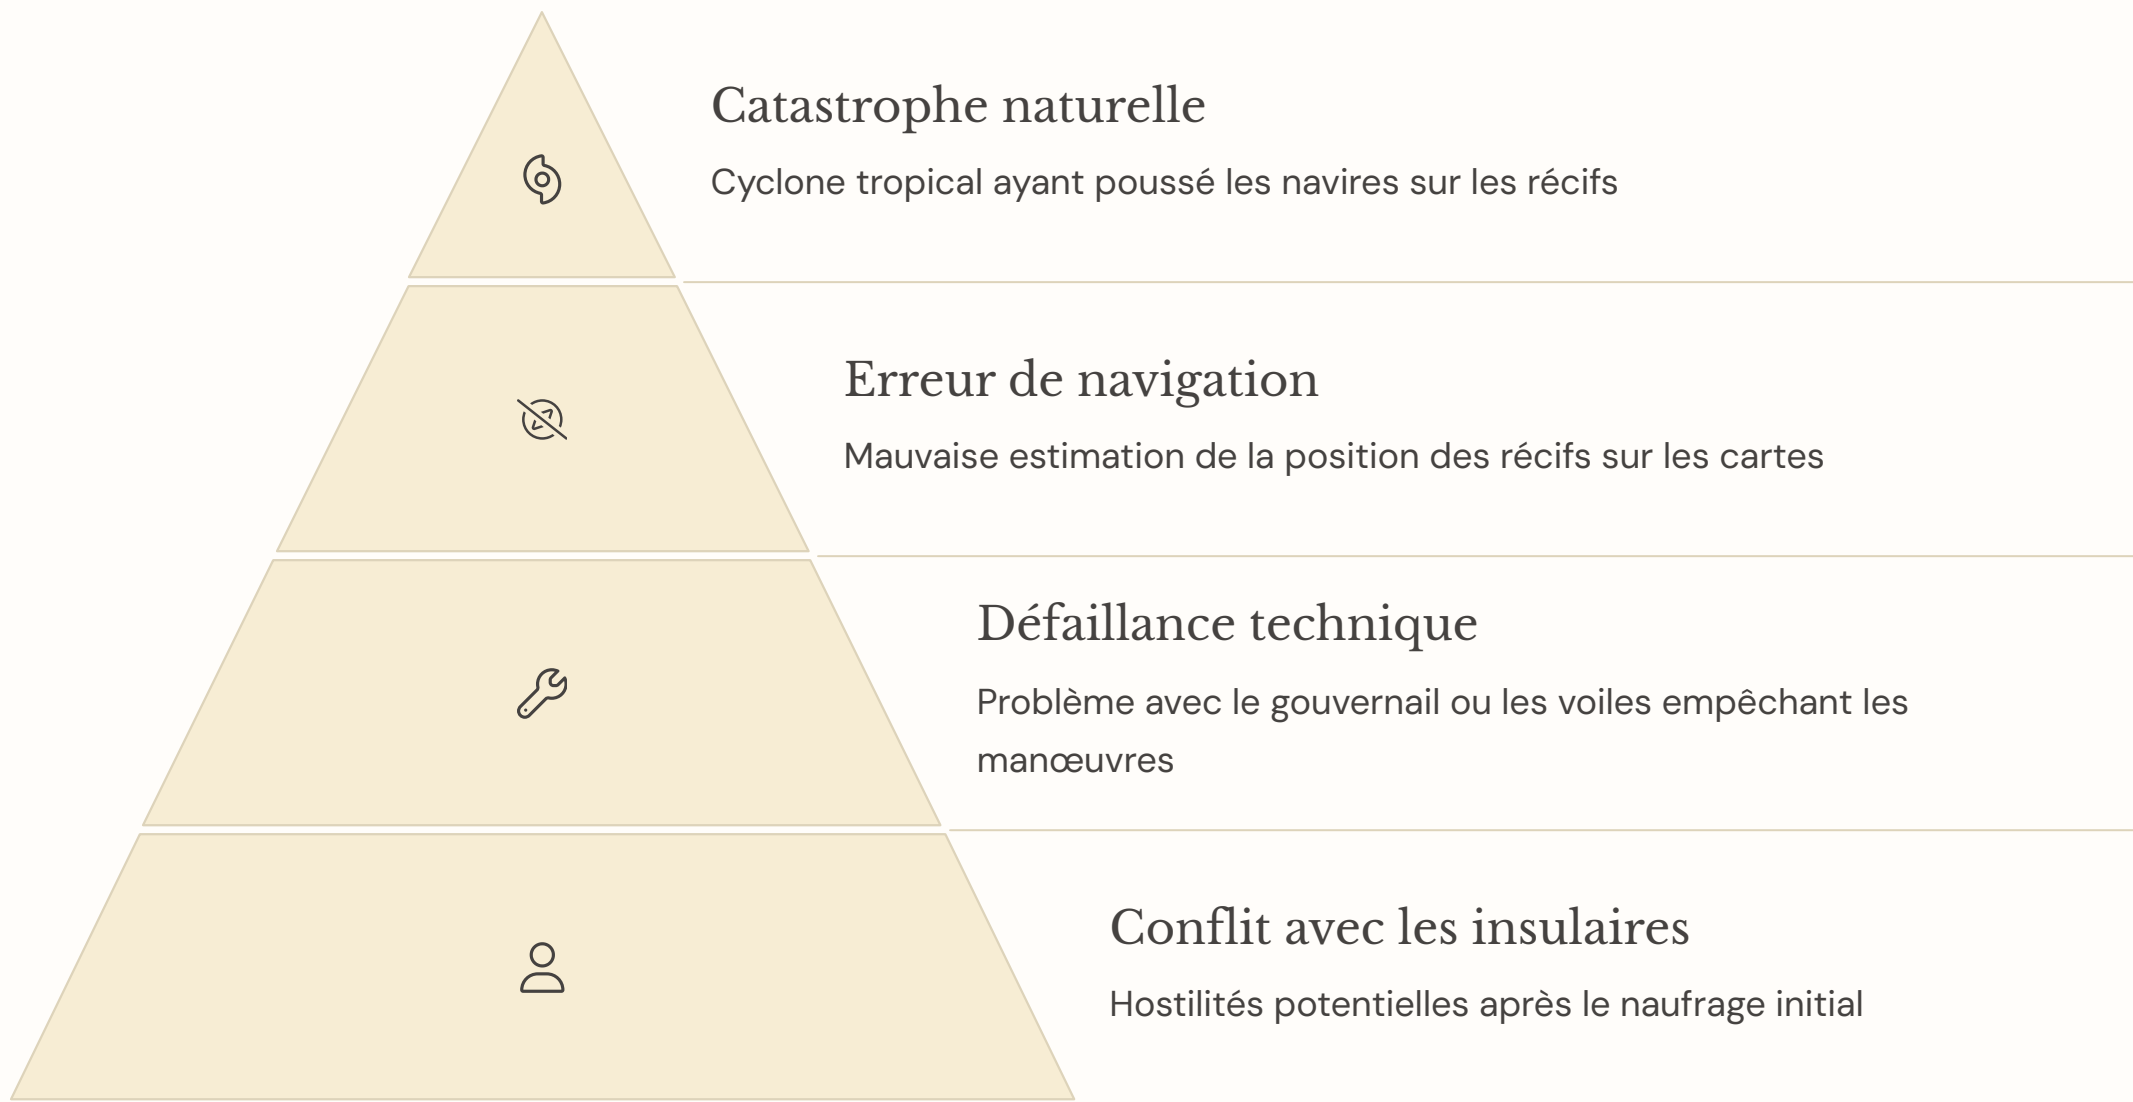 Catastrophe naturelle
Cyclone tropical ayant poussé les navires sur les récifs
Erreur de navigation
Mauvaise estimation de la position des récifs sur les cartes
Défaillance technique
Problème avec le gouvernail ou les voiles empêchant les
manœuvres
Conflit avec les insulaires
Hostilités potentielles après le naufrage initial